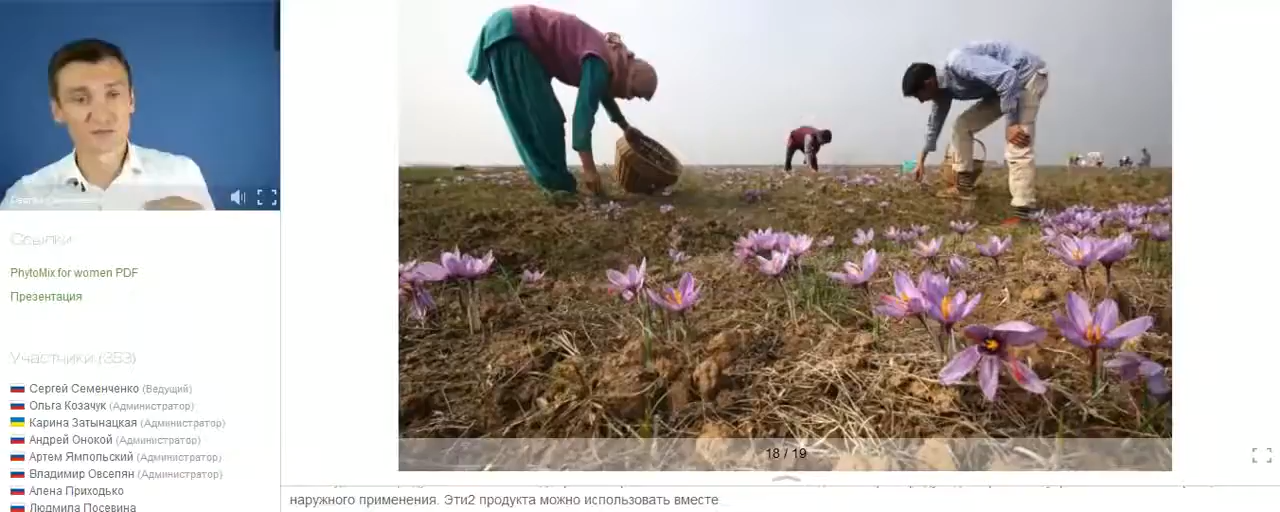 Ссылки
PhytoMix for women PDF
Презентация
Участники (353)
Сергей Семенченко (Ведущий)
Ольга Козачук (Администратор)
Карина Затынацкая (Администратор)
Андрей Онокой (Администратор)
Артем Ямпольский (Администратор)
Владимир Овсепян (Администратор)
Алена Приходько
Людмила Посевина
18 / 19
наружного применения. Эти2 продукта можно использовать вместе